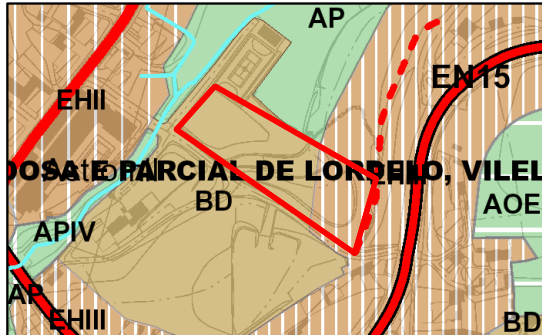 AP
EN15
EHII
DOSA E PARCIAL DE LORDELO, VILEL
BD
AOE
APIV
AP
EHIII
BD